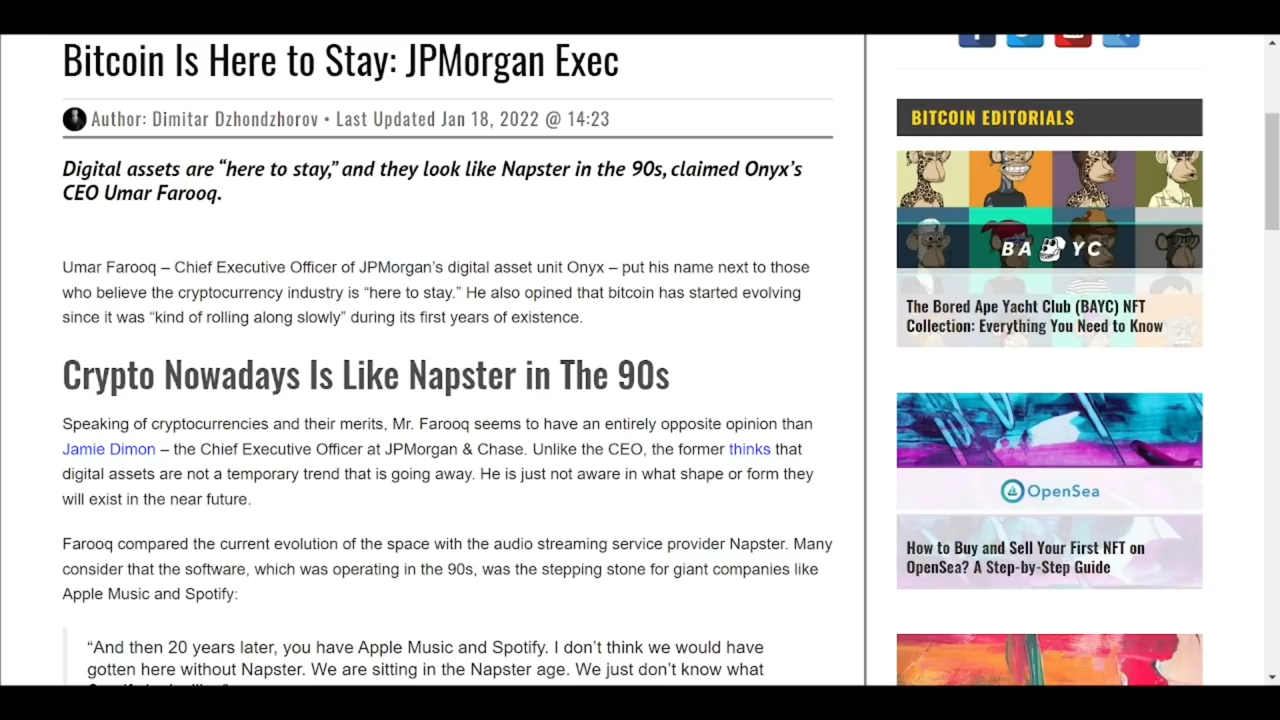 Bitcoin Is Here to Stay: JPMorgan Exec
Author: Dimitar Dzhondzhorov • Last Updated Jan 18, 2022 @ 14:23
Digital assets are “here to stay,” and they look like Napster in the 90s, claimed Onyx’s
CEO Umar Farooq.
Umar Farooq – Chief Executive Officer of JPMorgan’s digital asset unit Onyx – put his name next to those
who believe the cryptocurrency industry is “here to stay.” He also opined that bitcoin has started evolving
since it was “kind of rolling along slowly” during its first years of existence.
Crypto Nowadays Is Like Napster in The 90s
Speaking of cryptocurrencies and their merits, Mr. Farooq seems to have an entirely opposite opinion than
Jamie Dimon – the Chief Executive Officer at JPMorgan & Chase. Unlike the CEO, the former thinks that
digital assets are not a temporary trend that is going away. He is just not aware in what shape or form they
will exist in the near future.
Farooq compared the current evolution of the space with the audio streaming service provider Napster. Many
consider that the software, which was operating in the 90s, was the stepping stone for giant companies like
Apple Music and Spotify:
“And then 20 years later, you have Apple Music and Spotify. I don’t think we would have
gotten here without Napster. We are sitting in the Napster age. We just don’t know what
BITCOIN EDITORIALS
BA YC
The Bored Ape Yacht Club (BAYC) NFT
Collection: Everything You Need to Know
OpenSea
How to Buy and Sell Your First NFT on
OpenSea? A Step-by-Step Guide